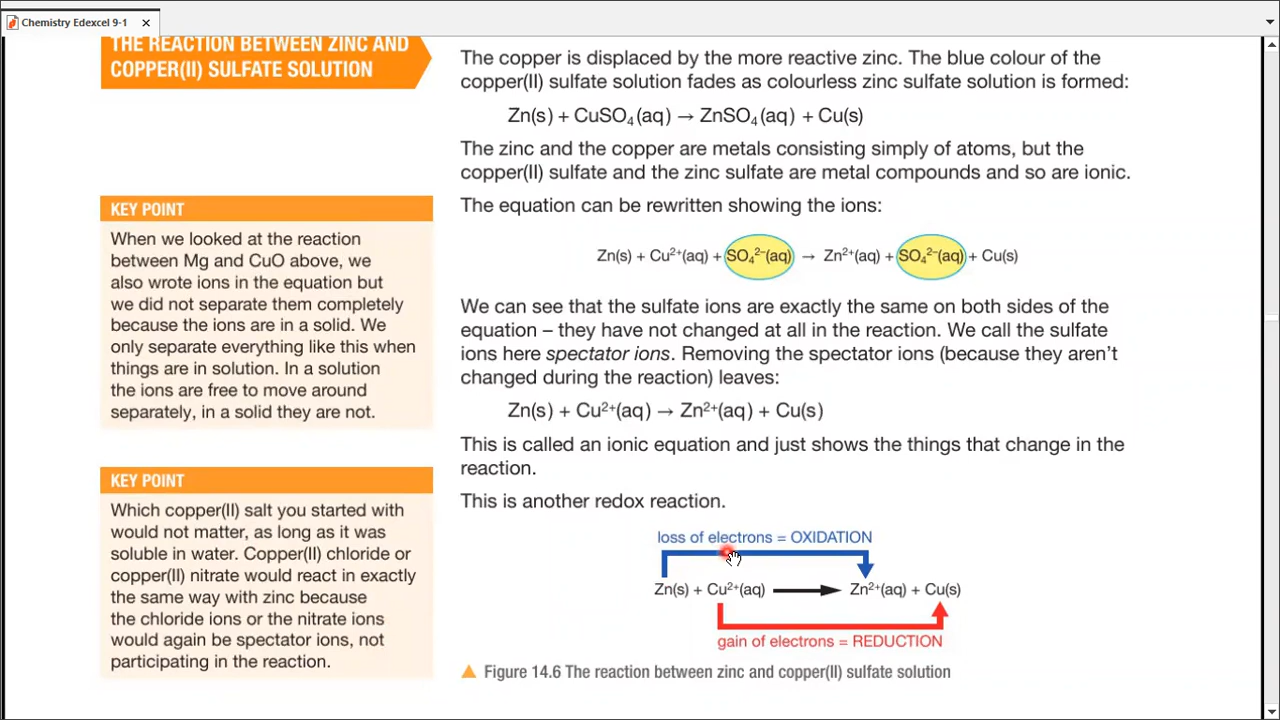 Chemistry Edexcel 9-1
THE REACTION BETWEEN ZINC AND
COPPER(II) SULFATE SOLUTION
The copper is displaced by the more reactive zinc. The blue colour of the
copper(II) sulfate solution fades as colourless zinc sulfate solution is formed:
Zn(s) + CuSO₄(aq) → ZnSO₄(aq) + Cu(s)
The zinc and the copper are metals consisting simply of atoms, but the
copper(II) sulfate and the zinc sulfate are metal compounds and so are ionic.
The equation can be rewritten showing the ions:
Zn(s) + Cu²⁺(aq) + SO₄²⁻(aq) → Zn²⁺(aq) + SO₄²⁻(aq) + Cu(s)
We can see that the sulfate ions are exactly the same on both sides of the
equation – they have not changed at all in the reaction. We call the sulfate
ions here spectator ions. Removing the spectator ions (because they aren't
changed during the reaction) leaves:
Zn(s) + Cu²⁺(aq) → Zn²⁺(aq) + Cu(s)
This is called an ionic equation and just shows the things that change in the
reaction.
This is another redox reaction.
loss of electrons = OXIDATION
Zn(s) + Cu²⁺(aq) → Zn²⁺(aq) + Cu(s)
gain of electrons = REDUCTION
Figure 14.6 The reaction between zinc and copper(II) sulfate solution
KEY POINT
When we looked at the reaction
between Mg and CuO above, we
also wrote ions in the equation but
we did not separate them completely
because the ions are in a solid. We
only separate everything like this when
things are in solution. In a solution
the ions are free to move around
separately, in a solid they are not.
KEY POINT
Which copper(II) salt you started with
would not matter, as long as it was
soluble in water. Copper(II) chloride or
copper(II) nitrate would react in exactly
the same way with zinc because
the chloride ions or the nitrate ions
would again be spectator ions, not
participating in the reaction.